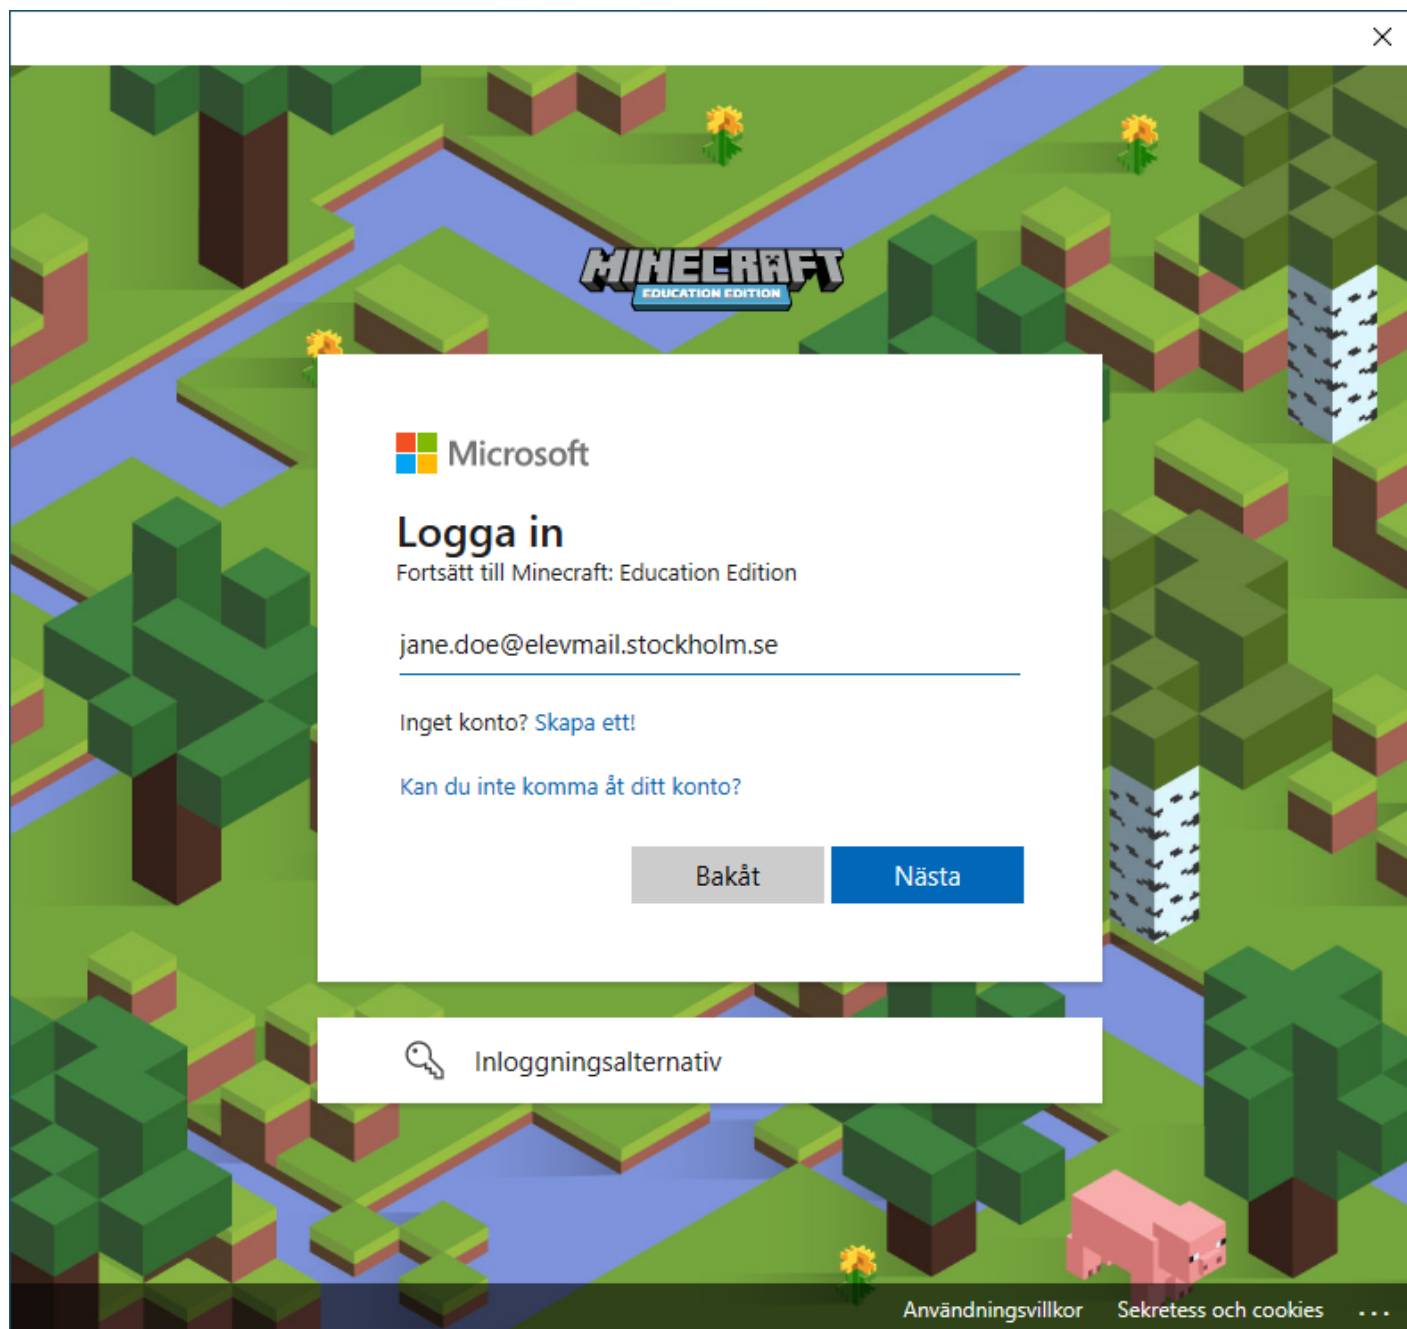 MINECRAFT
EDUCATION EDITION
Microsoft
Logga in
Fortsätt till Minecraft: Education Edition
jane.doe@elevmail.stockholm.se
Inget konto? Skapa ett!
Kan du inte komma åt ditt konto?
Bakåt Nästa
Inloggningsalternativ
Användningsvillkor Sekretess och cookies ...